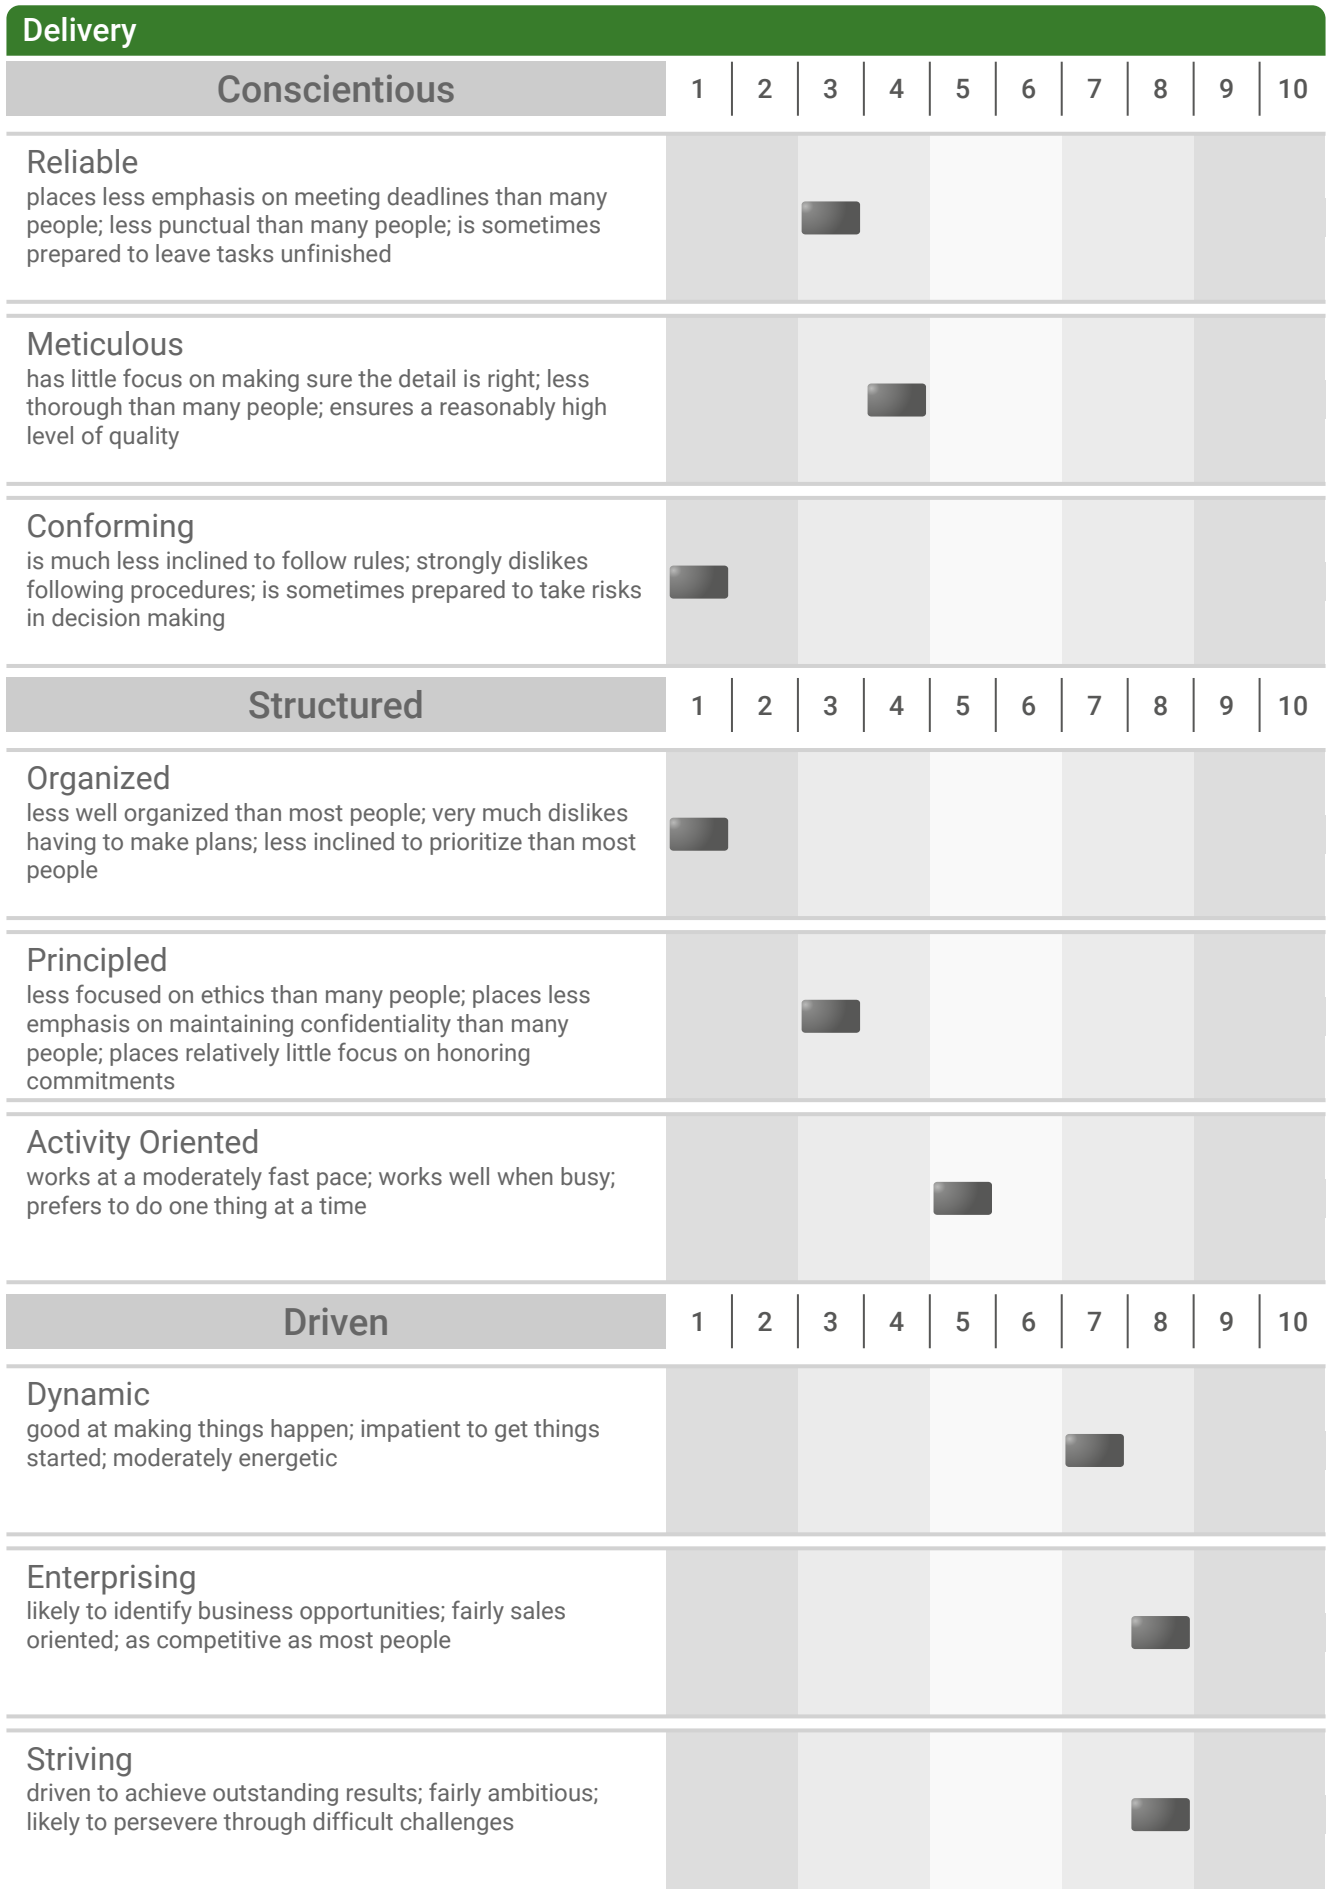 Delivery
Conscientious 1 2 3 4 5 6 7 8 9 10
Reliable
places less emphasis on meeting deadlines than many
people; less punctual than many people; is sometimes
prepared to leave tasks unfinished
Meticulous
has little focus on making sure the detail is right; less
thorough than many people; ensures a reasonably high
level of quality
Conforming
is much less inclined to follow rules; strongly dislikes
following procedures; is sometimes prepared to take risks
in decision making
Structured 1 2 3 4 5 6 7 8 9 10
Organized
less well organized than most people; very much dislikes
having to make plans; less inclined to prioritize than most
people
Principled
less focused on ethics than many people; places less
emphasis on maintaining confidentiality than many
people; places relatively little focus on honoring
commitments
Activity Oriented
works at a moderately fast pace; works well when busy;
prefers to do one thing at a time
Driven 1 2 3 4 5 6 7 8 9 10
Dynamic
good at making things happen; impatient to get things
started; moderately energetic
Enterprising
likely to identify business opportunities; fairly sales
oriented; as competitive as most people
Striving
driven to achieve outstanding results; fairly ambitious;
likely to persevere through difficult challenges